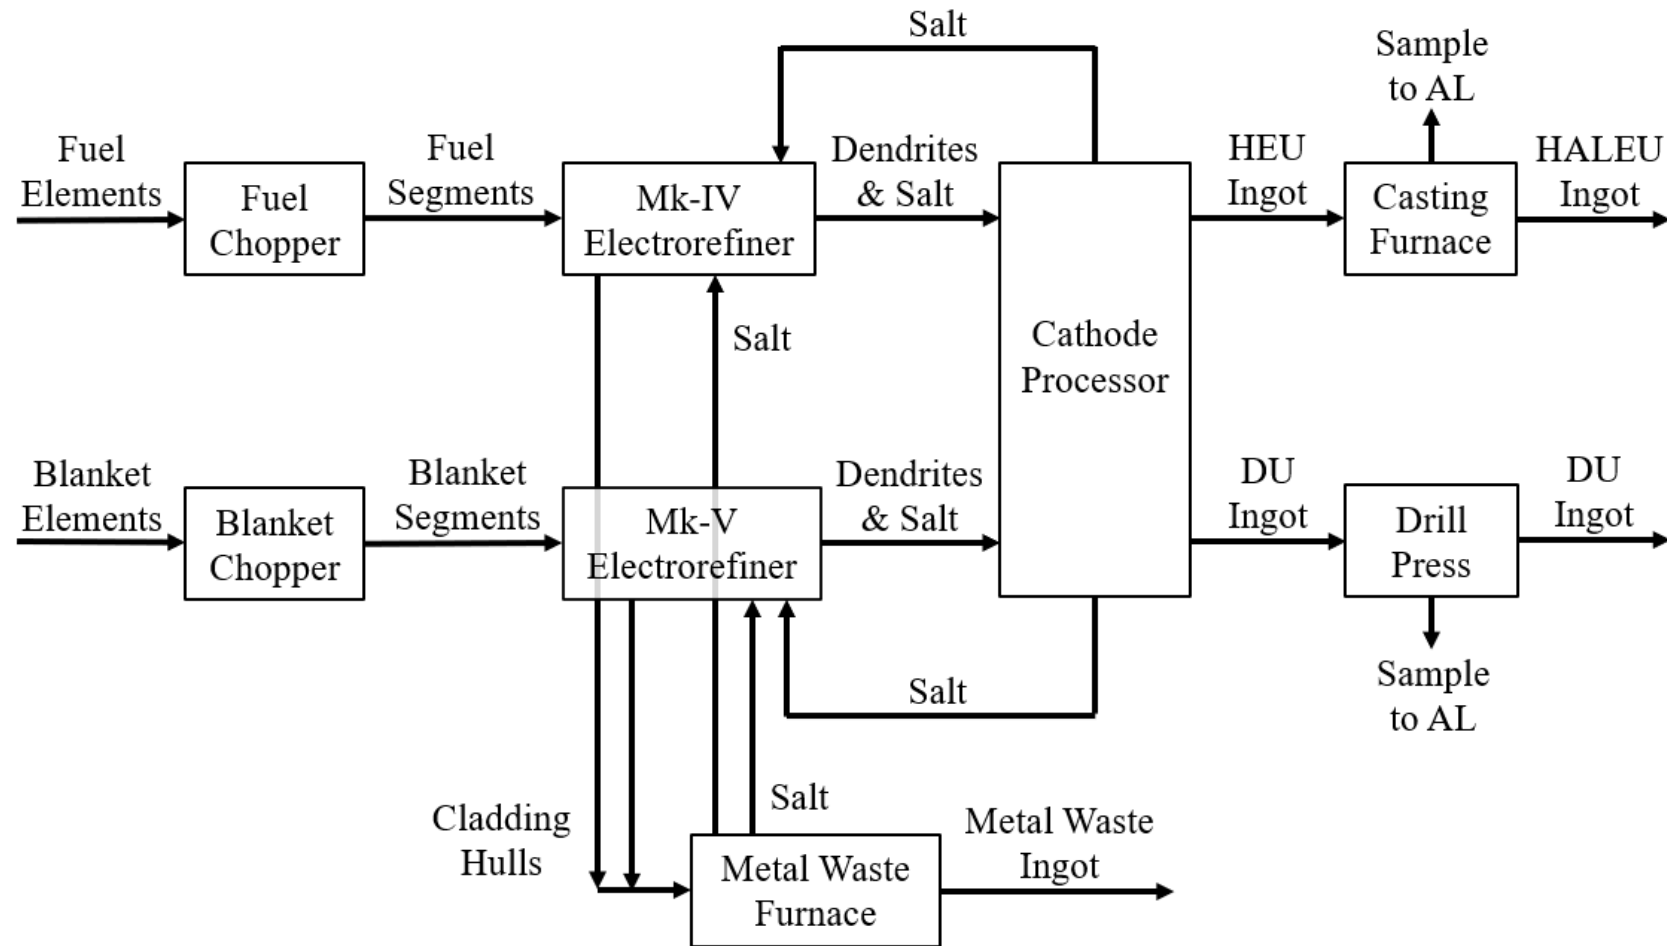 Salt
Sample
to AL
Fuel
Elements
Fuel
Segments
Dendrites
& Salt
HEU
Ingot
HALEU
Ingot
Fuel
Chopper
Mk-IV
Electrorefiner
Casting
Furnace
Salt
Cathode
Processor
Blanket
Elements
Blanket
Segments
Dendrites
& Salt
DU
Ingot
DU
Ingot
Blanket
Chopper
Mk-V
Electrorefiner
Drill
Press
Salt
Sample
to AL
Cladding
Hulls
Salt
Metal Waste
Ingot
Metal Waste
Furnace